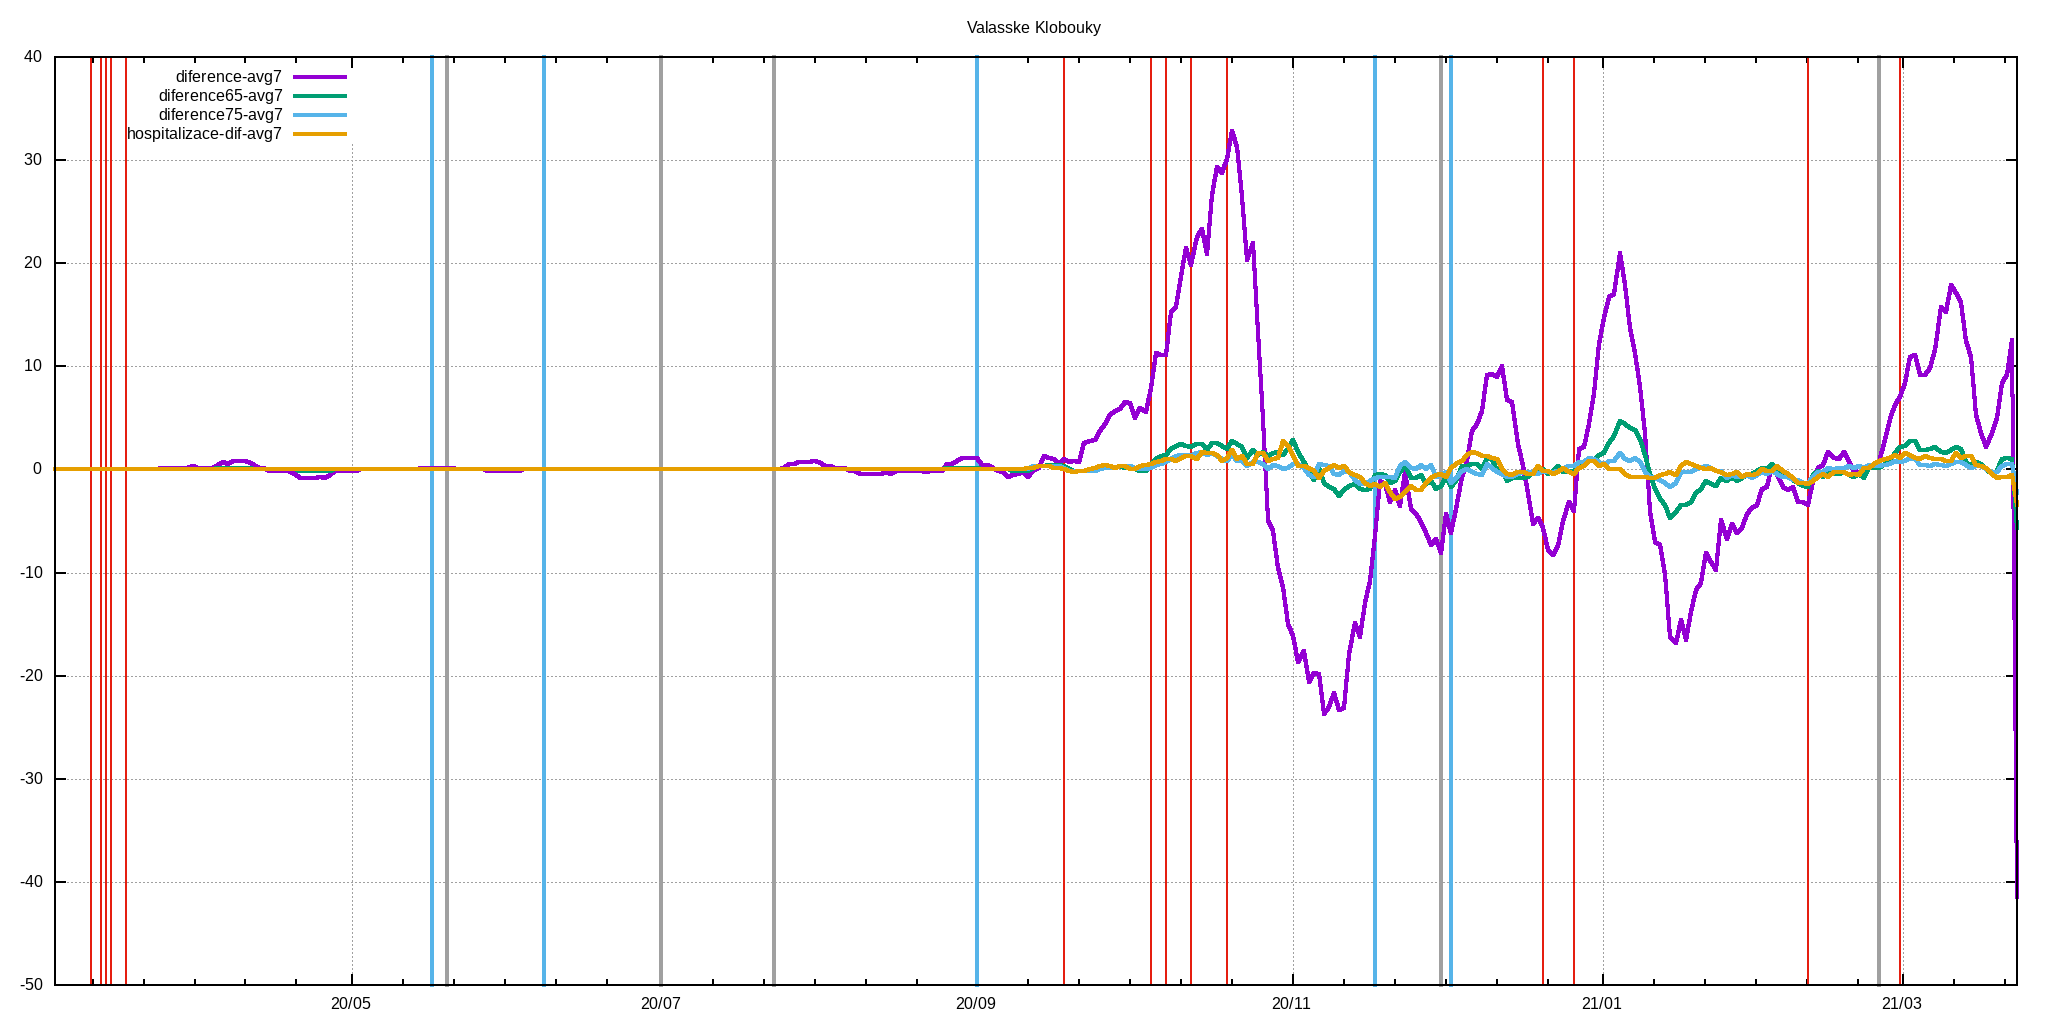 Valasske Klobouky
diference-avg7
diference65-avg7
diference75-avg7
hospitalizace-dif-avg7
40
30
20
10
0
-10
-20
-30
-40
-50
20/05 20/07 20/09 20/11 21/01 21/03